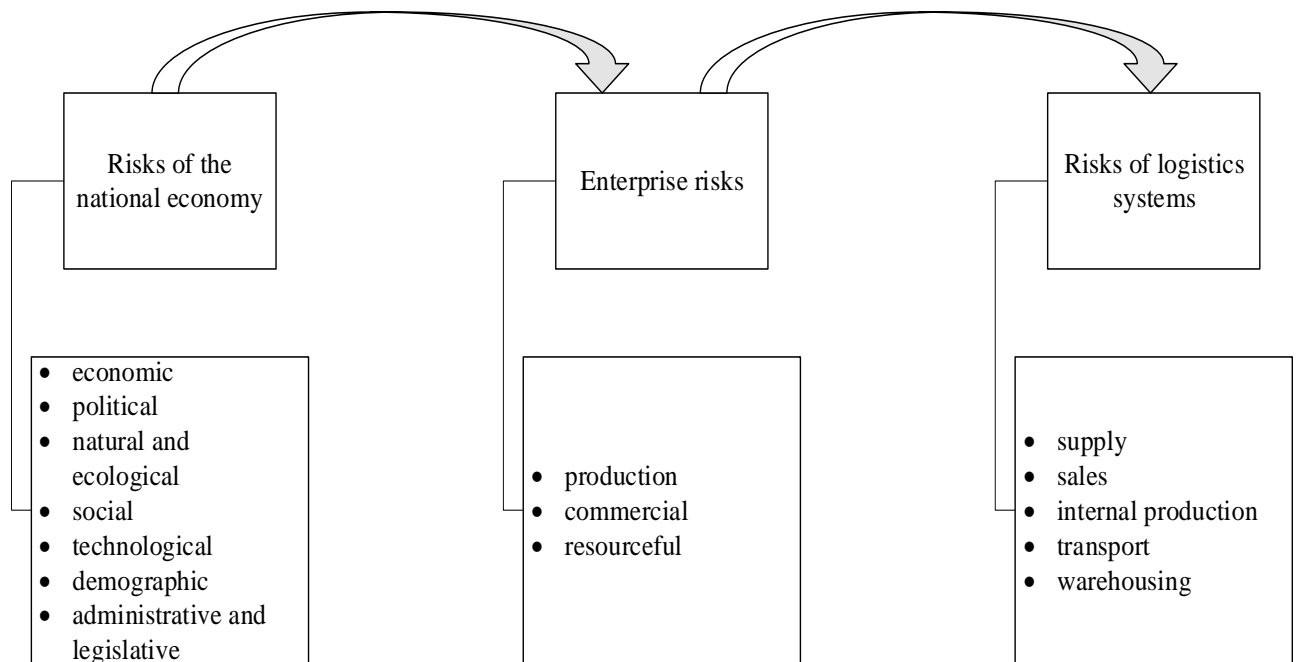 Risks of the
national economy
Enterprise risks
Risks of logistics
systems
• economic
• political
• natural and
ecological
• social
• technological
• demographic
• administrative and
legislative
• production
• commercial
• resourceful
• supply
• sales
• internal production
• transport
• warehousing